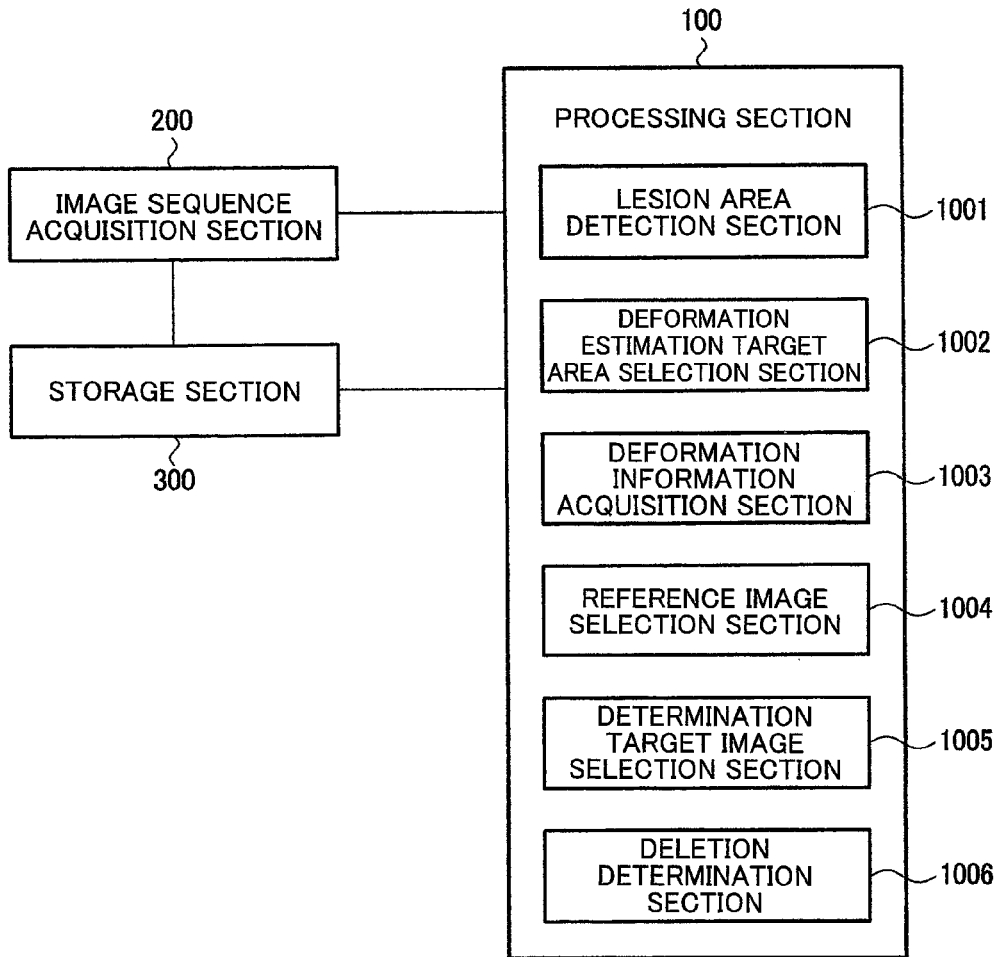 100
PROCESSING SECTION
200
IMAGE SEQUENCE
ACQUISITION SECTION
STORAGE SECTION
300
LESION AREA
DETECTION SECTION
1001
DEFORMATION
ESTIMATION TARGET
AREA SELECTION SECTION
1002
DEFORMATION
INFORMATION
ACQUISITION SECTION
1003
REFERENCE IMAGE
SELECTION SECTION
1004
DETERMINATION
TARGET IMAGE
SELECTION SECTION
1005
DELETION
DETERMINATION
SECTION
1006